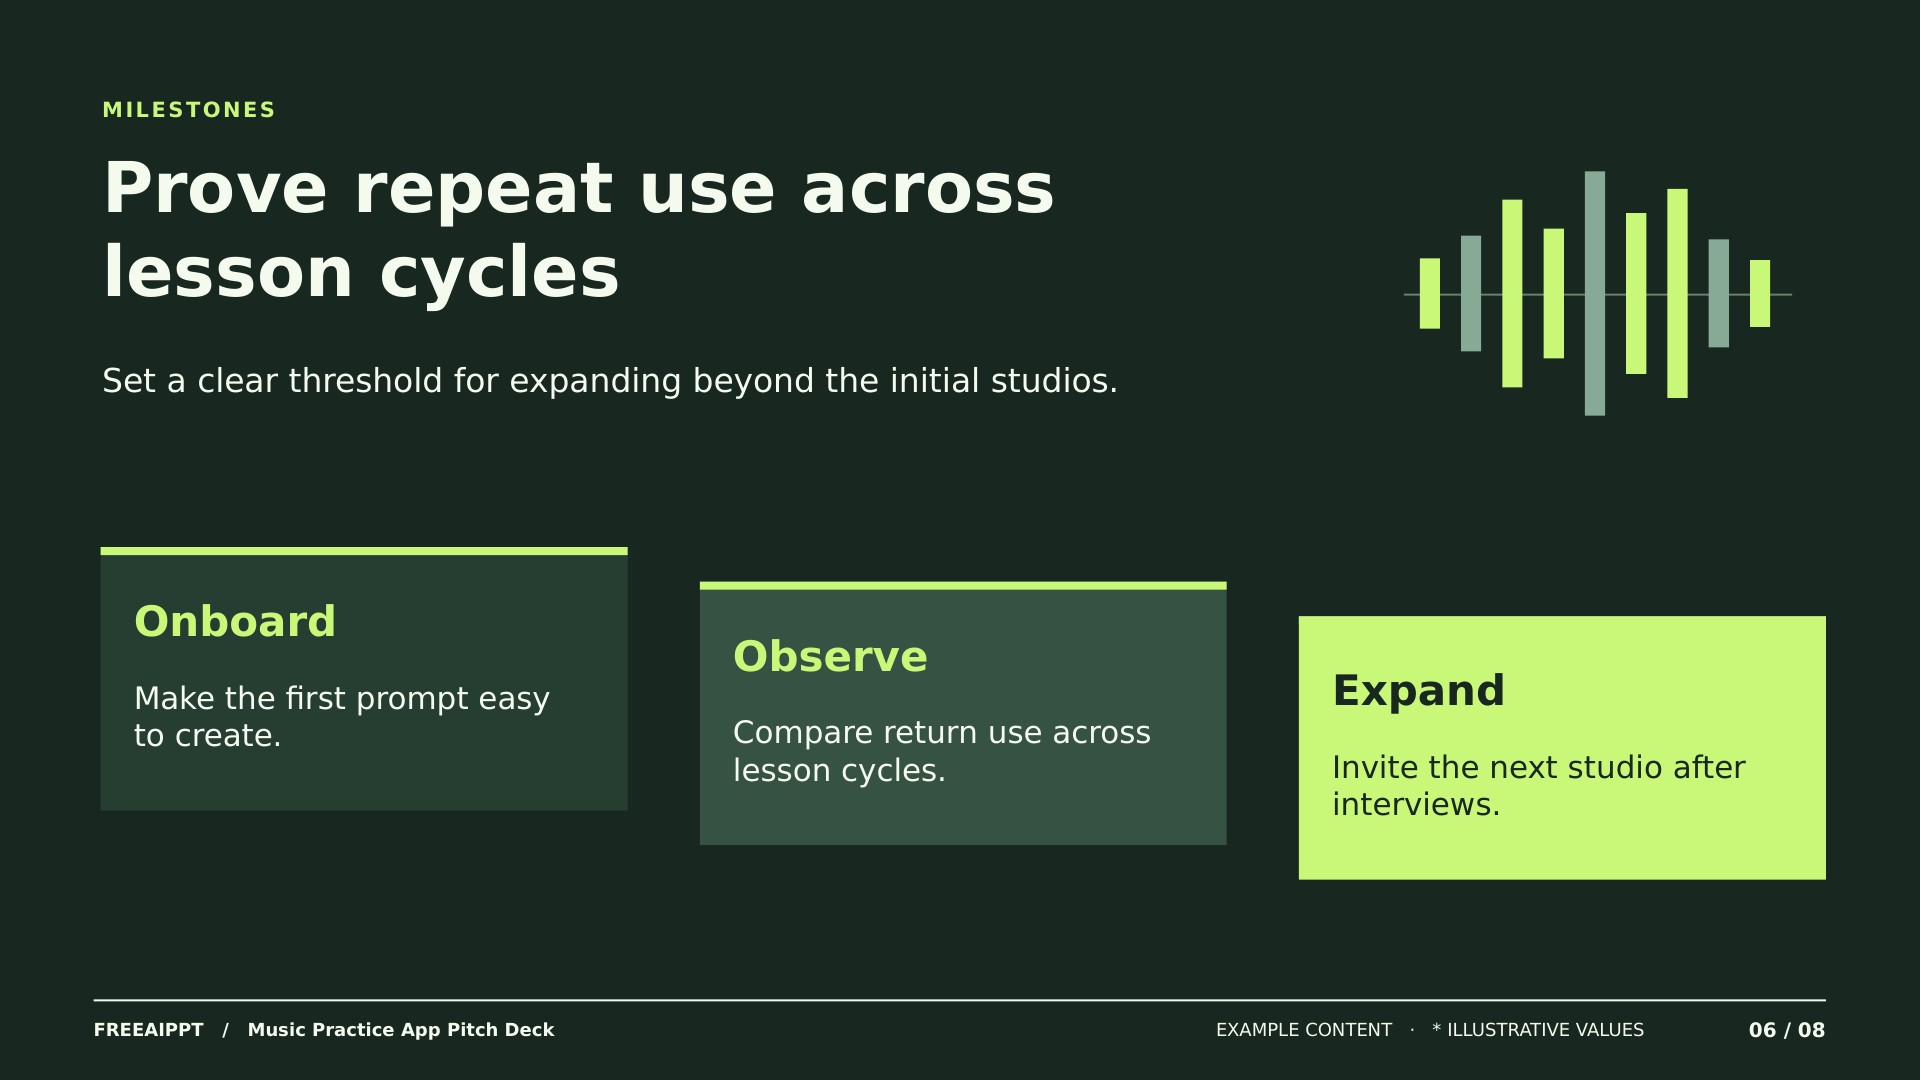 MILESTONES
Prove repeat use across
lesson cycles
Set a clear threshold for expanding beyond the initial studios.
Onboard
Make the first prompt easy
to create.
Observe
Compare return use across
lesson cycles.
Expand
Invite the next studio after
interviews.
FREEAIPPT / Music Practice App Pitch Deck
EXAMPLE CONTENT · * ILLUSTRATIVE VALUES
06 / 08